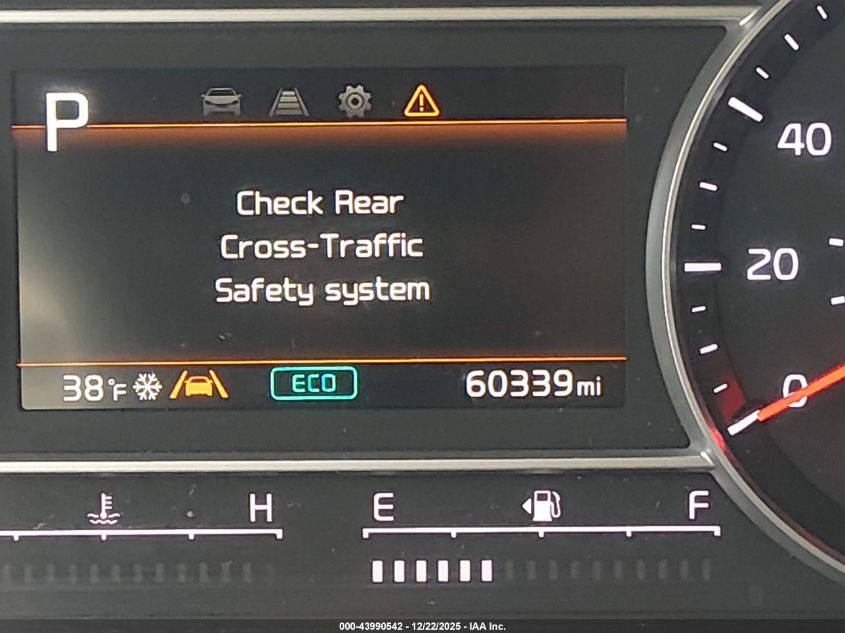 P
40
Check Rear
Cross-Traffic
Safety system
20
38°F ECO 60339mi
0
H E F
000-43990542 - 12/22/2025 - IAA Inc.